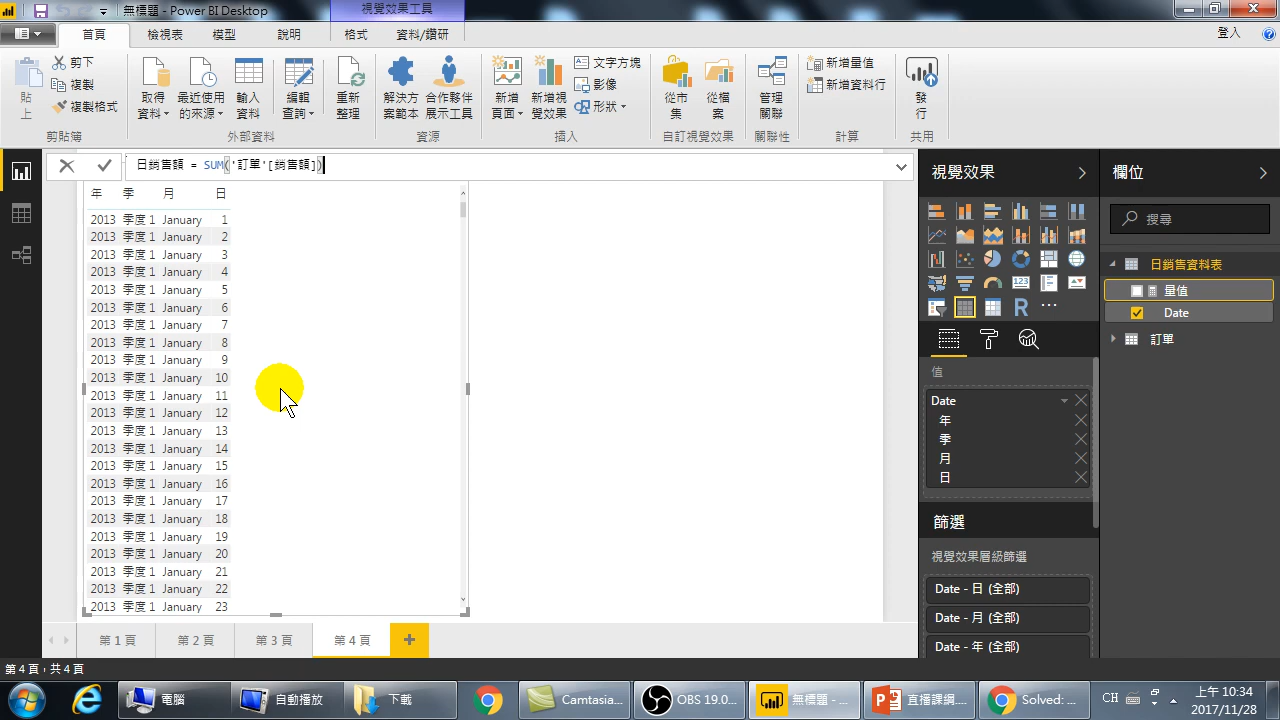 無標題 - Power BI Desktop
視覺效果工具
首頁 檢視表 模型 說明 格式 資料/鑽研 登入
貼上 剪下 複製 複製格式
取得資料 最近使用的來源 輸入資料 編輯查詢 重新整理
解決方案範本 合作夥伴展示工具
新增頁面 新增視覺效果 文字方塊 影像 形狀
從市集 從檔案 管理關聯 新增量值 新增資料行 發行
剪貼簿 外部資料 資源 插入 自訂視覺效果 關聯性 計算 共用
日銷售額 = SUM('訂單'[銷售額])
年 季 月 日
2013 季度 1 January 1
2013 季度 1 January 2
2013 季度 1 January 3
2013 季度 1 January 4
2013 季度 1 January 5
2013 季度 1 January 6
2013 季度 1 January 7
2013 季度 1 January 8
2013 季度 1 January 9
2013 季度 1 January 10
2013 季度 1 January 11
2013 季度 1 January 12
2013 季度 1 January 13
2013 季度 1 January 14
2013 季度 1 January 15
2013 季度 1 January 16
2013 季度 1 January 17
2013 季度 1 January 18
2013 季度 1 January 19
2013 季度 1 January 20
2013 季度 1 January 21
2013 季度 1 January 22
2013 季度 1 January 23
視覺效果
123
R
值
Date
年
季
月
日
篩選
視覺效果層級篩選
Date - 日 (全部)
Date - 月 (全部)
Date - 年 (全部)
欄位
搜尋
日銷售資料表
量值
Date
訂單
第 1 頁 第 2 頁 第 3 頁 第 4 頁
第 4 頁，共 4 頁
電腦 自動播放 下載 Camtasia... OBS 19.0... 無標題 - ... 直播課綱.... Solved: ... CH 上午 10:34
2017/11/28